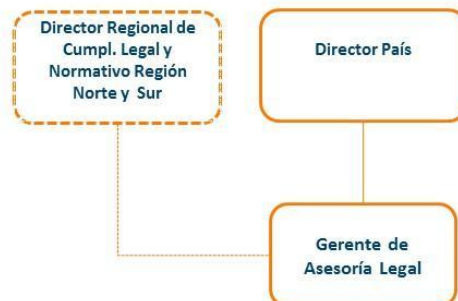 Director Regional de
Cumpl. Legal y
Normativo Región
Norte y Sur
Director País
Gerente de
Asesoría Legal